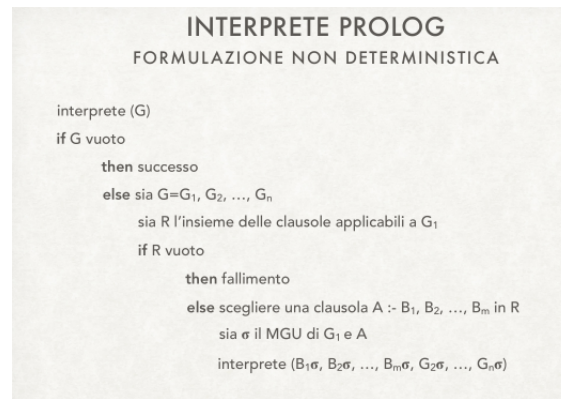 INTERPRETE PROLOG
FORMULAZIONE NON DETERMINISTICA
interprete (G)
if G vuoto
then successo
else sia G=G₁, G₂, ..., Gₙ
sia R l'insieme delle clausole applicabili a G₁
if R vuoto
then fallimento
else scegliere una clausola A :- B₁, B₂, ..., Bₘ in R
sia σ il MGU di G₁ e A
interprete (B₁σ, B₂σ, ..., Bₘσ, G₂σ, ..., Gₙσ)